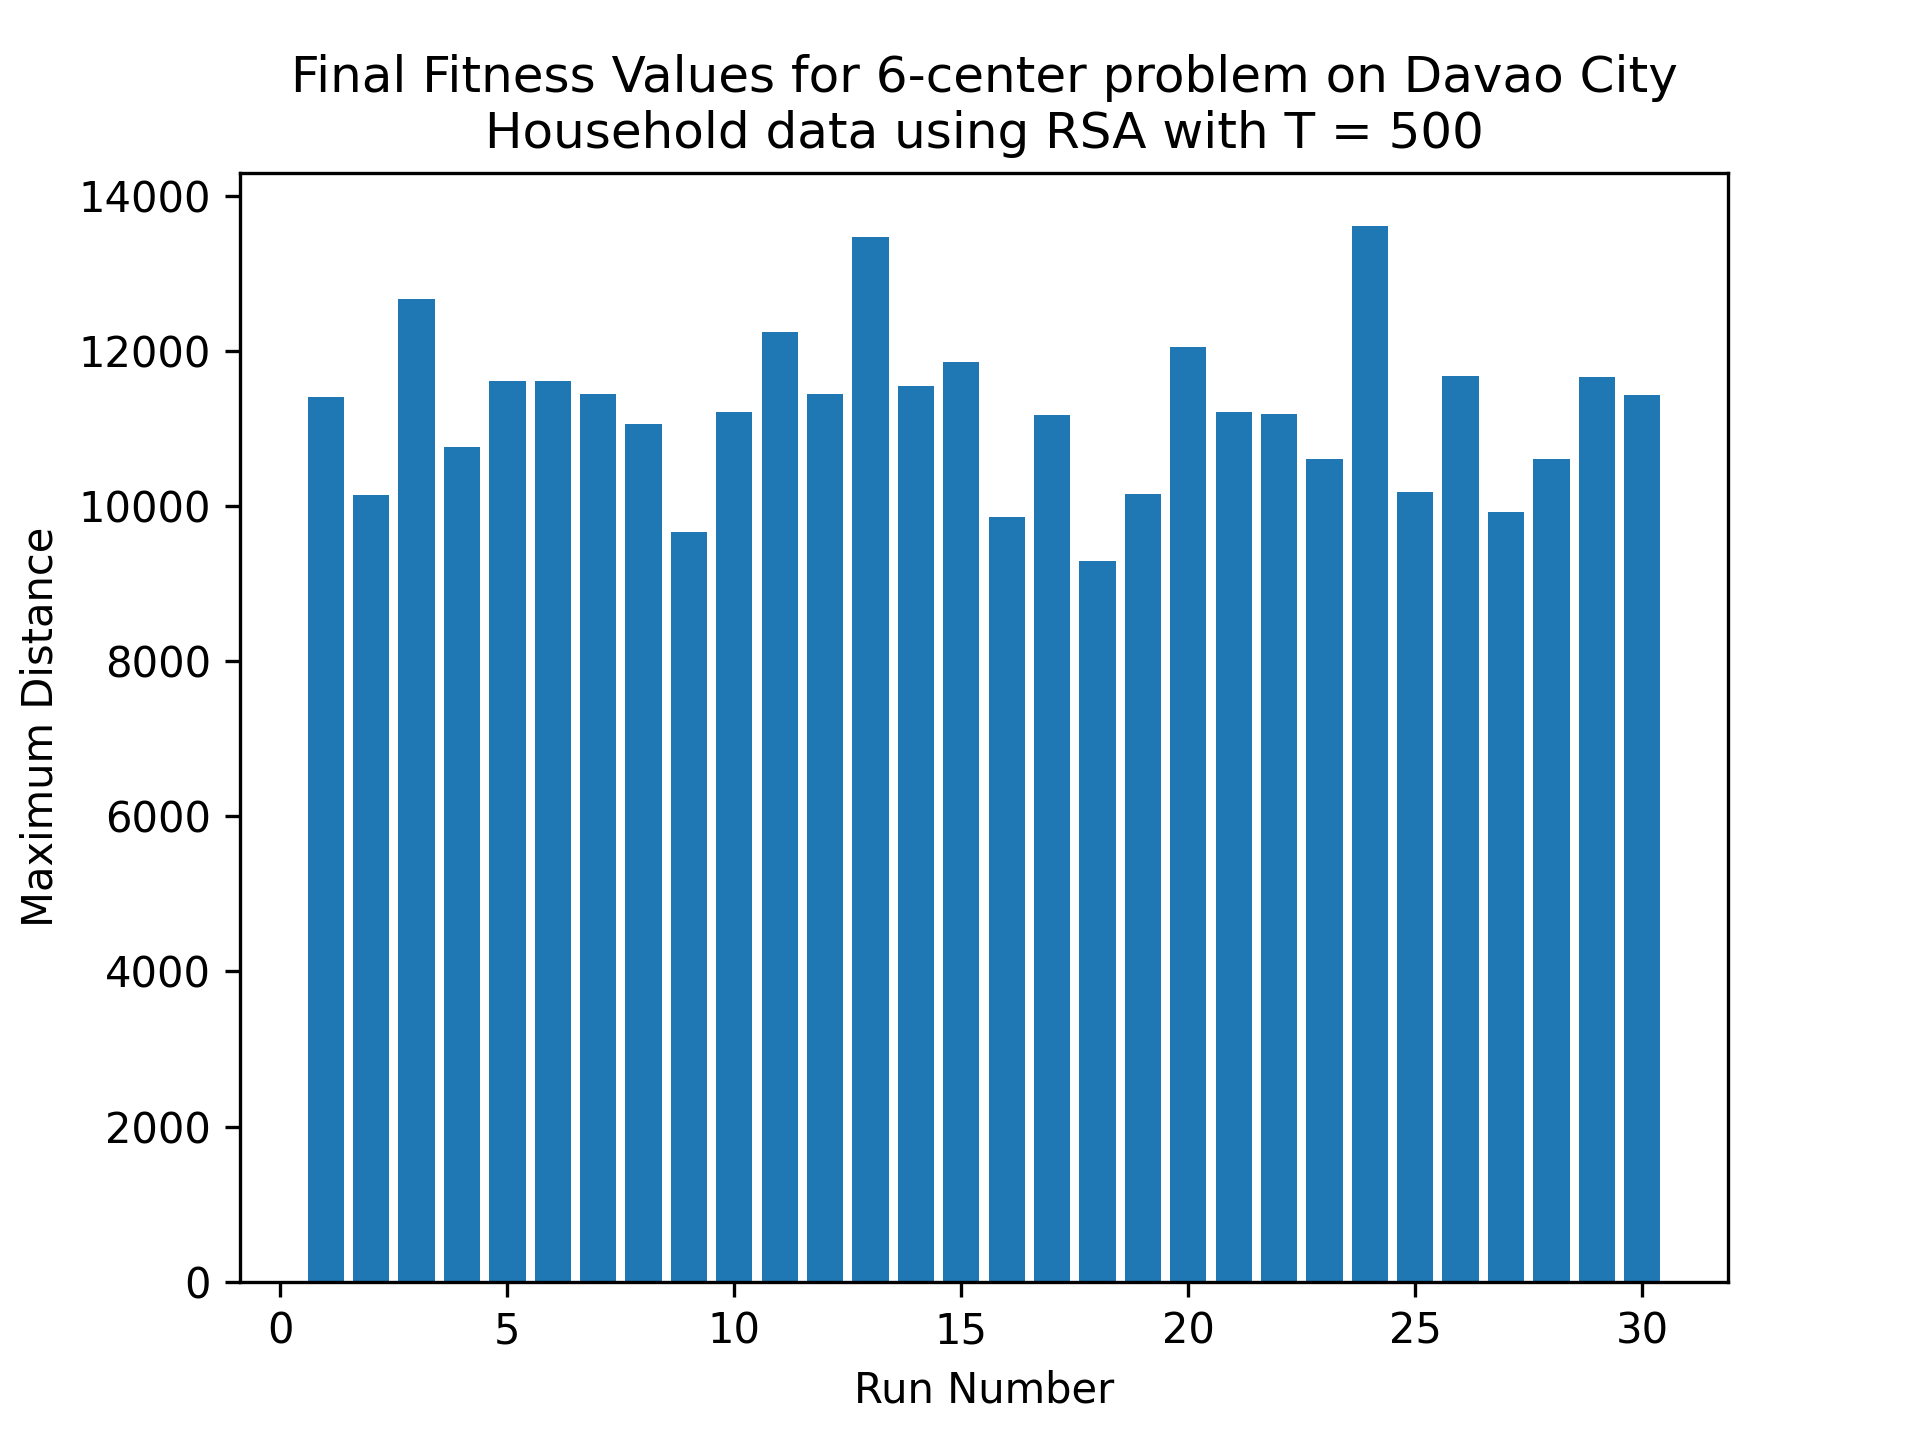 Final Fitness Values for 6-center problem on Davao City
Household data using RSA with T = 500
14000
12000
10000
8000
6000
4000
2000
0
Maximum Distance
0 5 10 15 20 25 30
Run Number